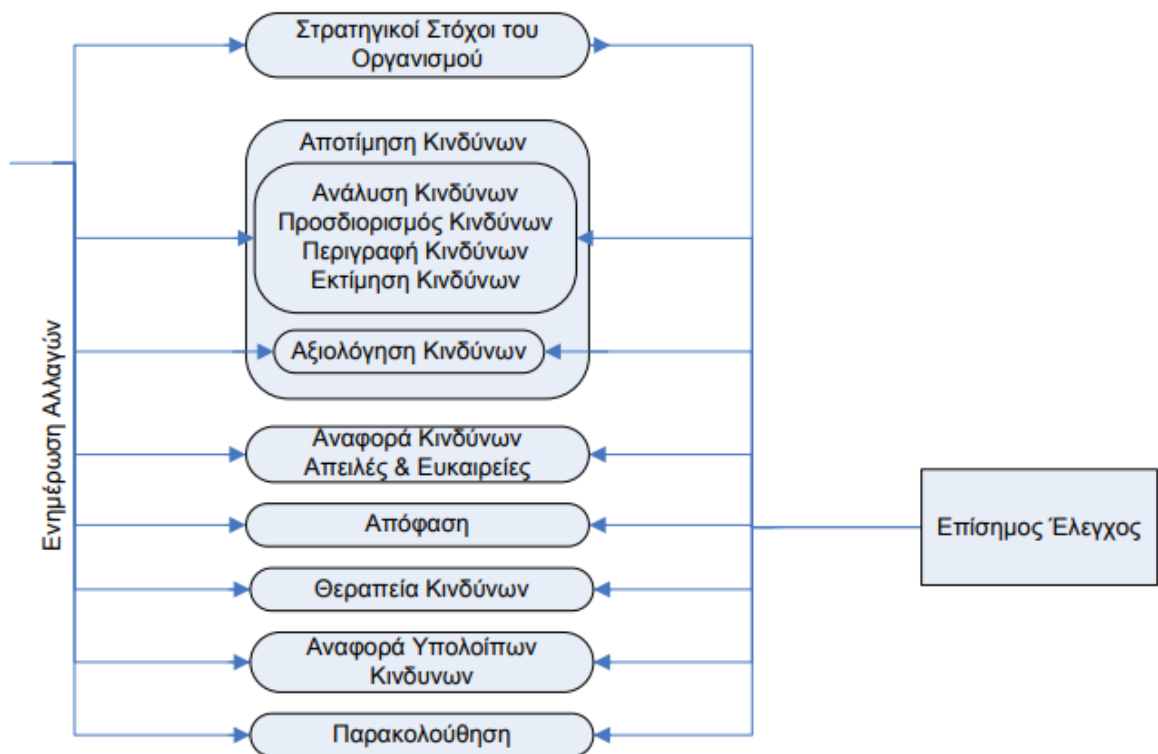 Στρατηγικοί Στόχοι του
Οργανισμού
Αποτίμηση Κινδύνων
Ανάλυση Κινδύνων
Προσδιορισμός Κινδύνων
Περιγραφή Κινδύνων
Εκτίμηση Κινδύνων
Αξιολόγηση Κινδύνων
Αναφορά Κινδύνων
Απειλές & Ευκαιρείες
Απόφαση
Θεραπεία Κινδύνων
Αναφορά Υπολοίπων
Κινδυνων
Παρακολούθηση
Ενημέρωση Αλλαγών
Επίσημος Έλεγχος